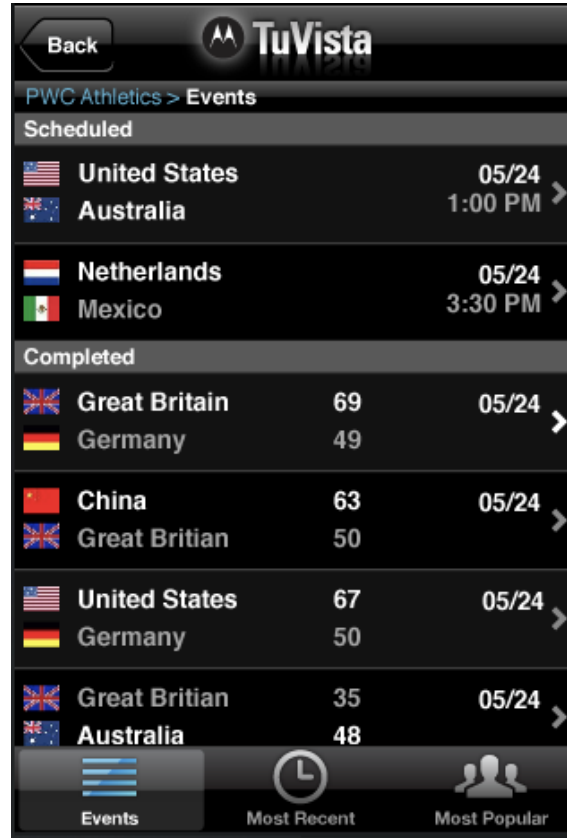 Back
TuVista
PWC Athletics > Events
Scheduled
United States 05/24
Australia 1:00 PM
Netherlands 05/24
Mexico 3:30 PM
Completed
Great Britain 69 05/24
Germany 49
China 63 05/24
Great Britian 50
United States 67 05/24
Germany 50
Great Britian 35 05/24
Australia 48
Events Most Recent Most Popular